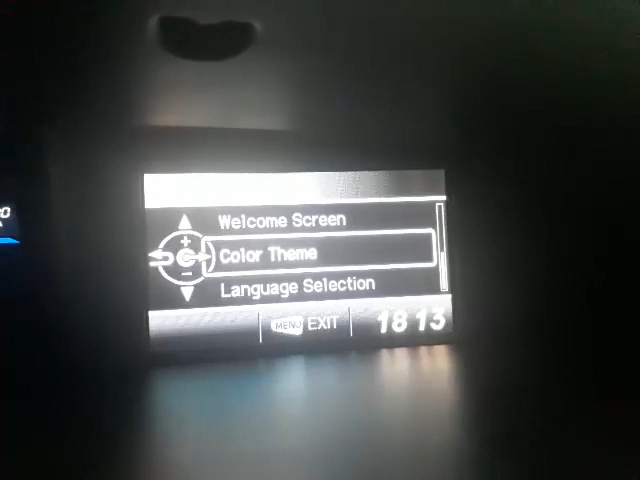 Welcome Screen
Color Theme
Language Selection
MENU EXIT
18 13